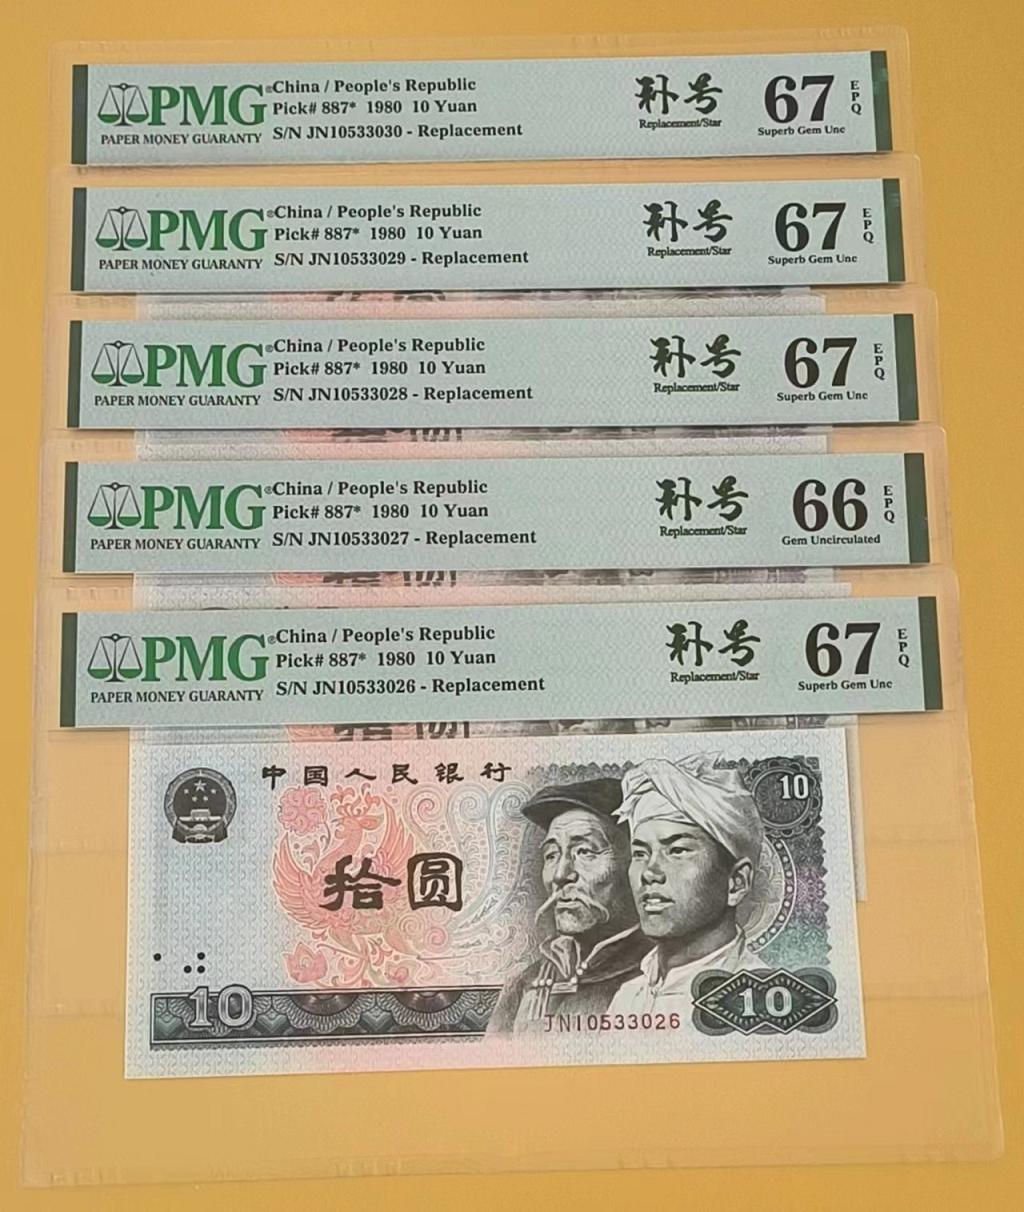 PMG®
PAPER MONEY GUARANTY
China / People's Republic
Pick# 887* 1980 10 Yuan
S/N JN10533030 - Replacement
补号
Replacement/Star
67
EPQ
Superb Gem Unc
PMG®
PAPER MONEY GUARANTY
China / People's Republic
Pick# 887* 1980 10 Yuan
S/N JN10533029 - Replacement
补号
Replacement/Star
67
EPQ
Superb Gem Unc
PMG®
PAPER MONEY GUARANTY
China / People's Republic
Pick# 887* 1980 10 Yuan
S/N JN10533028 - Replacement
补号
Replacement/Star
67
EPQ
Superb Gem Unc
PMG®
PAPER MONEY GUARANTY
China / People's Republic
Pick# 887* 1980 10 Yuan
S/N JN10533027 - Replacement
补号
Replacement/Star
66
EPQ
Gem Uncirculated
PMG®
PAPER MONEY GUARANTY
China / People's Republic
Pick# 887* 1980 10 Yuan
S/N JN10533026 - Replacement
补号
Replacement/Star
67
EPQ
Superb Gem Unc
中国人民银行
10
拾圆
10
10
JN10533026